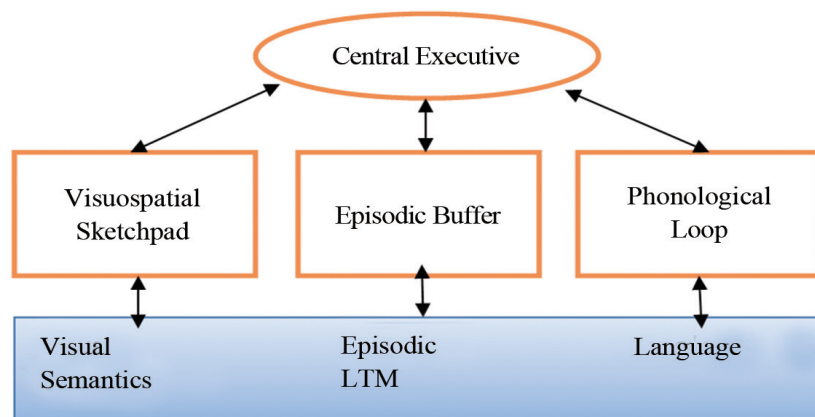 Central Executive
Visuospatial
Sketchpad
Episodic Buffer
Phonological
Loop
Visual
Semantics
Episodic
LTM
Language